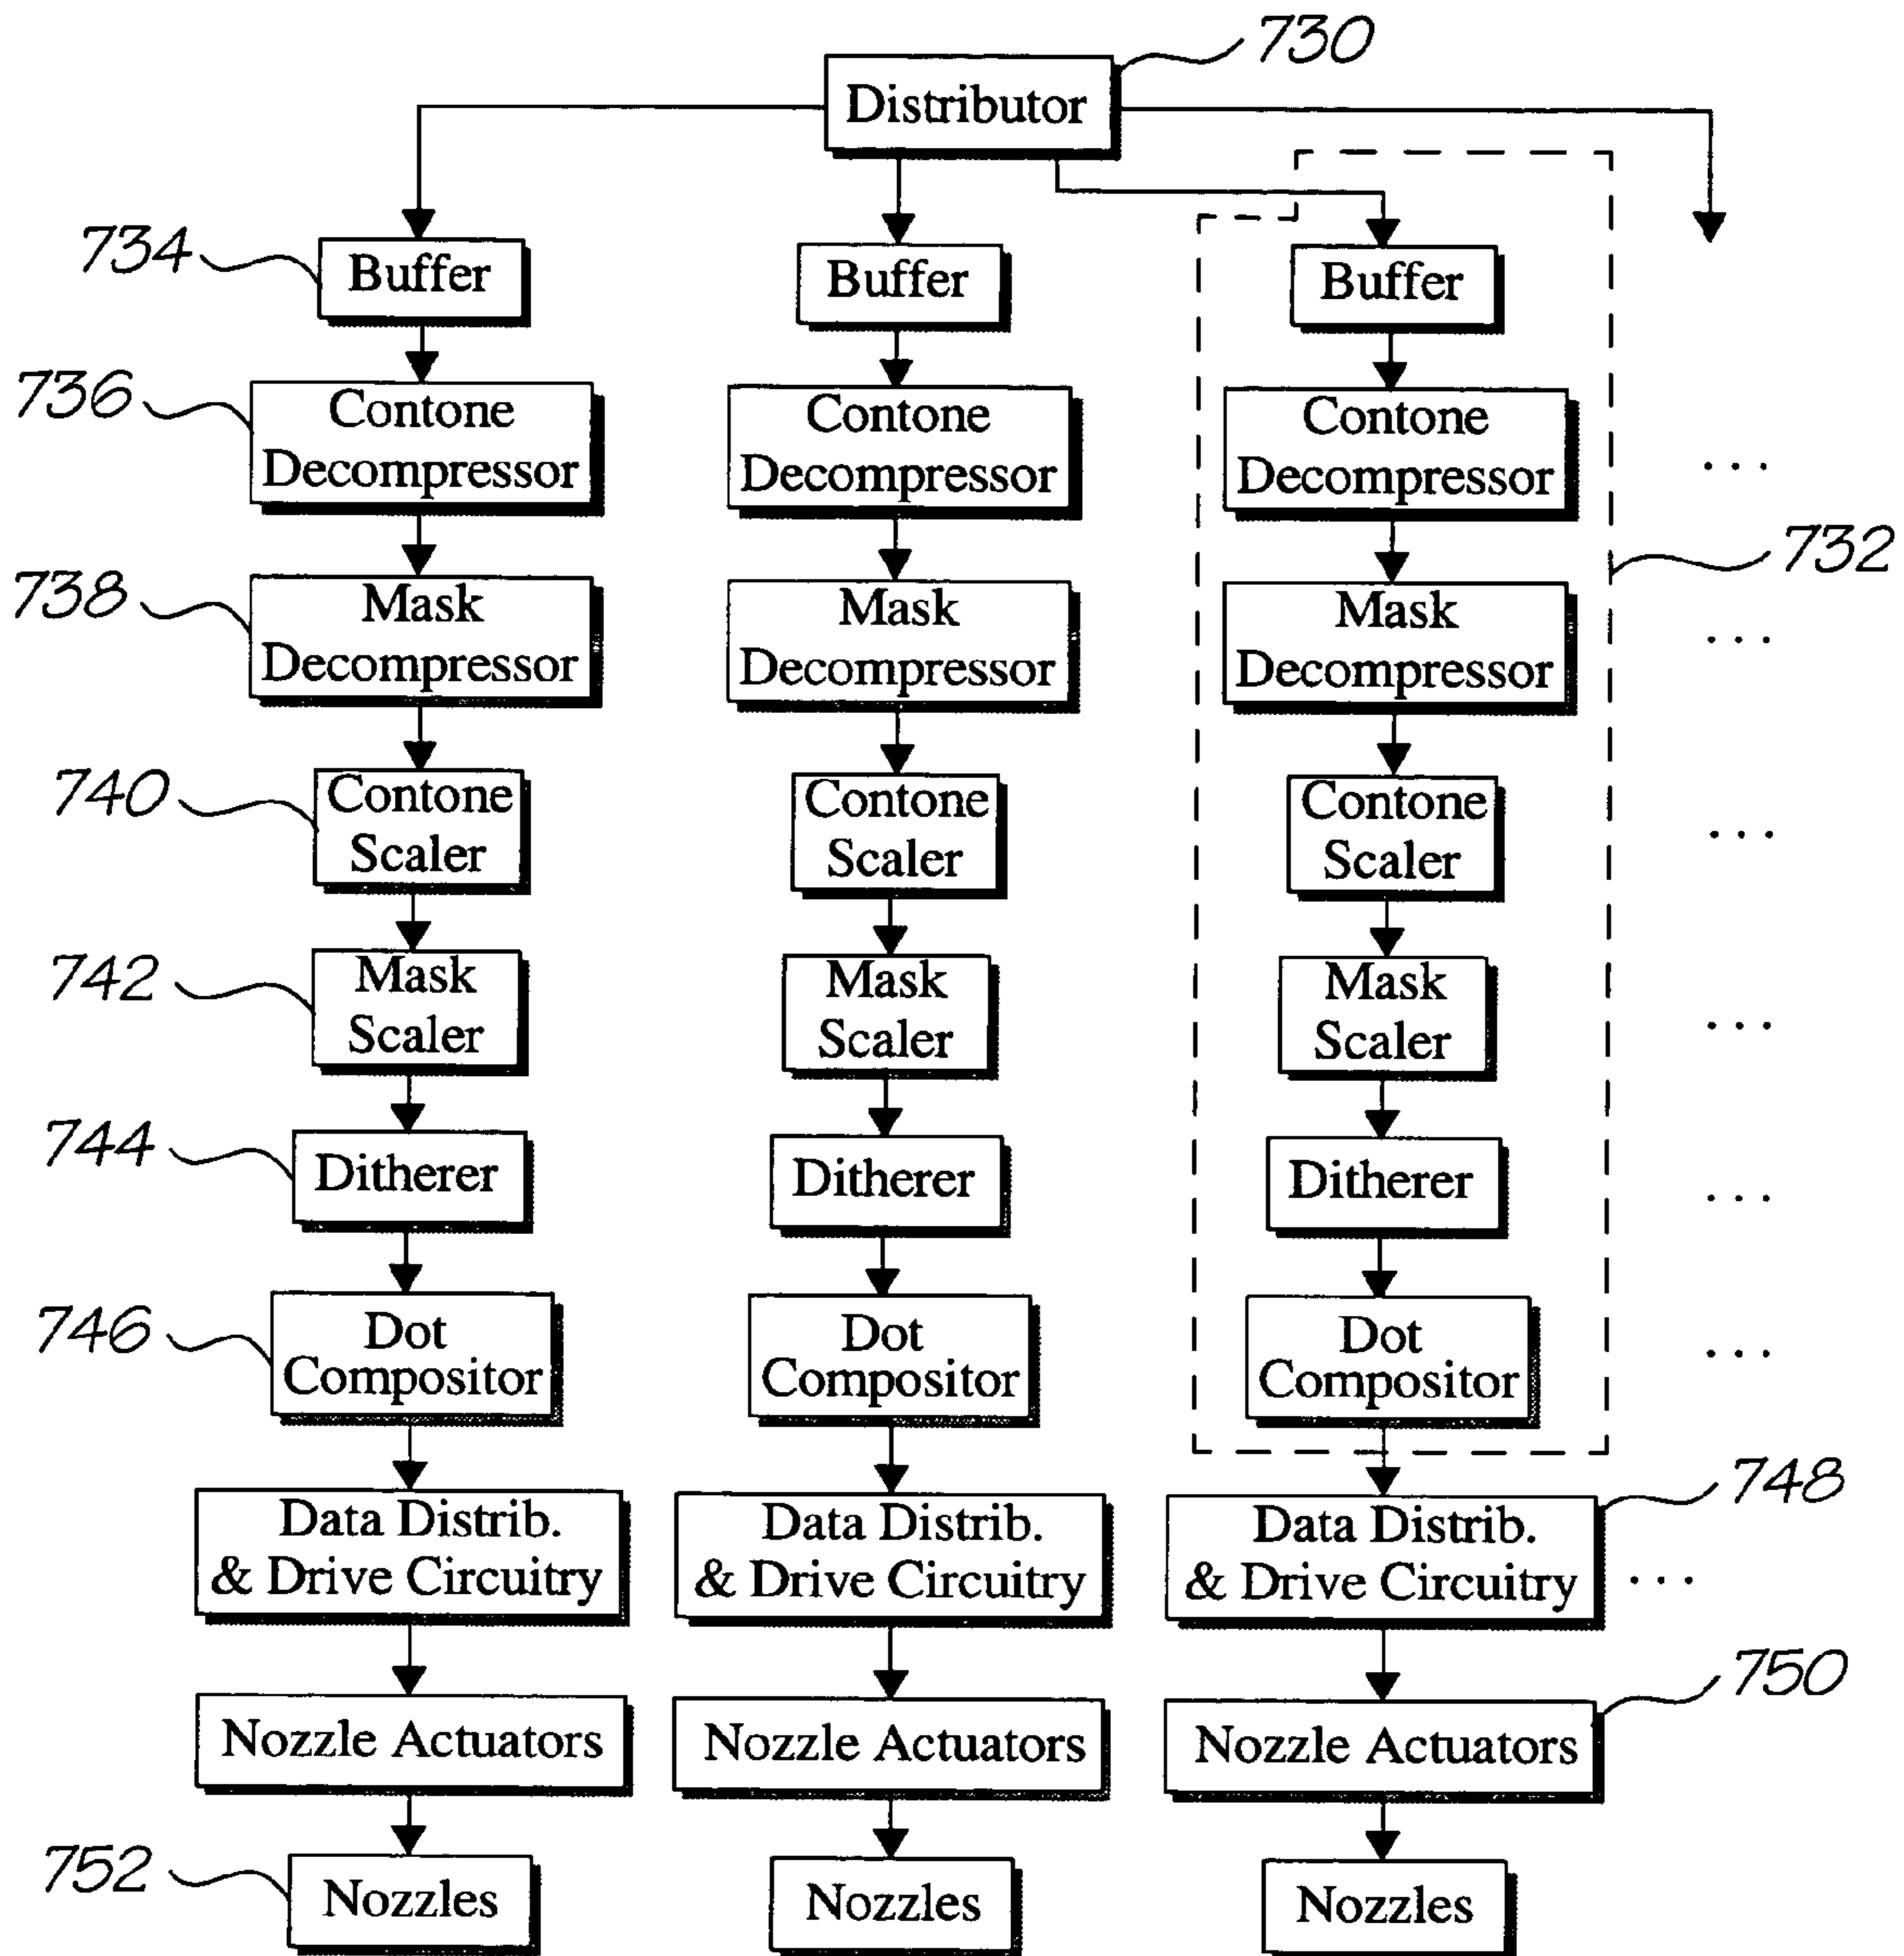 730
Distributor
734
Buffer
Buffer
Buffer
736
Contone
Decompressor
Contone
Decompressor
Contone
Decompressor
...
732
738
Mask
Decompressor
Mask
Decompressor
Mask
Decompressor
...
740
Contone
Scaler
Contone
Scaler
Contone
Scaler
...
742
Mask
Scaler
Mask
Scaler
Mask
Scaler
...
744
Ditherer
Ditherer
Ditherer
...
746
Dot
Compositor
Dot
Compositor
Dot
Compositor
...
748
Data Distrib.
& Drive Circuitry
Data Distrib.
& Drive Circuitry
Data Distrib.
& Drive Circuitry
...
750
Nozzle Actuators
Nozzle Actuators
Nozzle Actuators
752
Nozzles
Nozzles
Nozzles